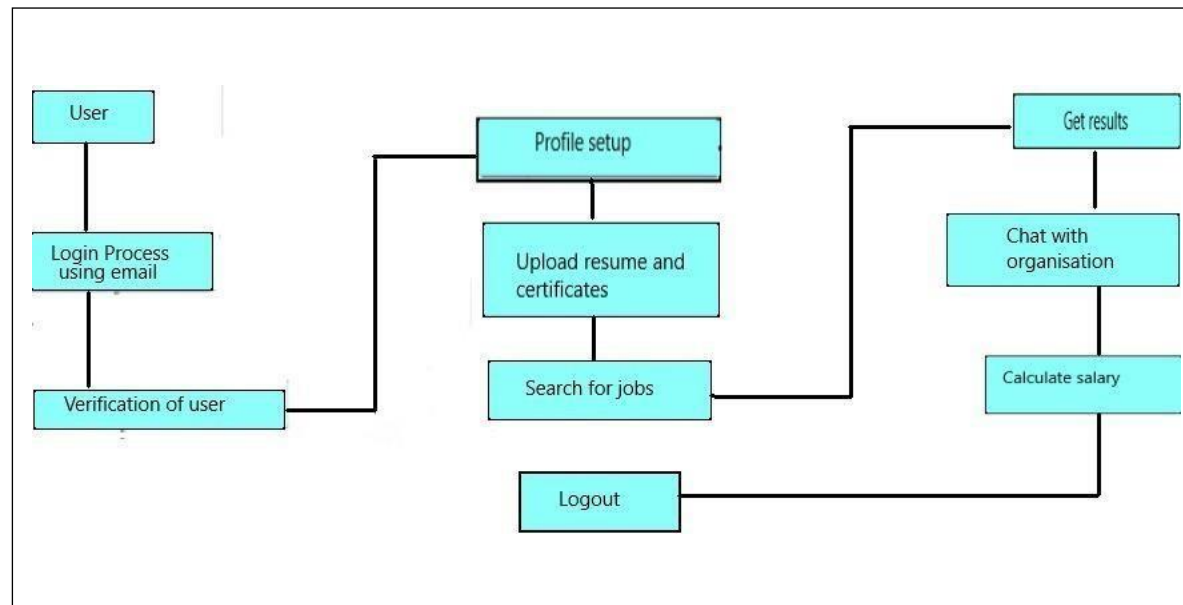 User
Login Process
using email
Verification of user
Profile setup
Upload resume and
certificates
Search for jobs
Get results
Chat with
organisation
Calculate salary
Logout